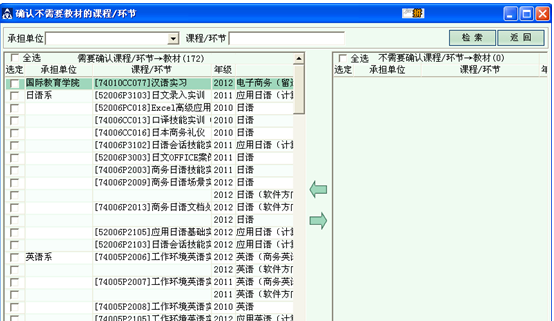 确认不需要教材的课程/环节
承担单位 课程/环节 检 索 返 回
全选 需要确认课程/环节→教材(172)
选定 承担单位 课程/环节 年级
国际教育学院 [74010CC077]汉语实习 2012 电子商务（留
日语系 [52006P3103]日文录入实训 2011 应用日语（计
[52006PC018]Excel高级应用 2010 日语
[74006CC013]口译技能实训 2010 日语
[74006CC016]日本商务礼仪 2010 日语
[74006P3102]日语会话技能实 2011 应用日语（计
[52006P3003]日文OFFICE案 2011 日语
[74006P2003]商务日语技能实 2011 日语
[74006P2009]商务日语场景实 2012 日语
2012 日语（软件方
[74006P2013]商务日语文档处 2012 日语（软件方
2012 日语
[52006P2105]应用日语基础实 2012 应用日语（计
[52006P2103]日语会话技能实 2011 应用日语（计
英语系 [74005P2006]工作环境英语实 2012 英语（商务英
2012 英语（软件方
[74005P2007]工作环境英语实 2011 英语（商务英
2011 英语（软件方
[74005P2008]工作环境英语实 2010 英语
[74005P2105]工作环境英语实 2012 应用英语（计
全选 不需要确认课程/环节→教材(0)
选定 承担单位 课程/环节